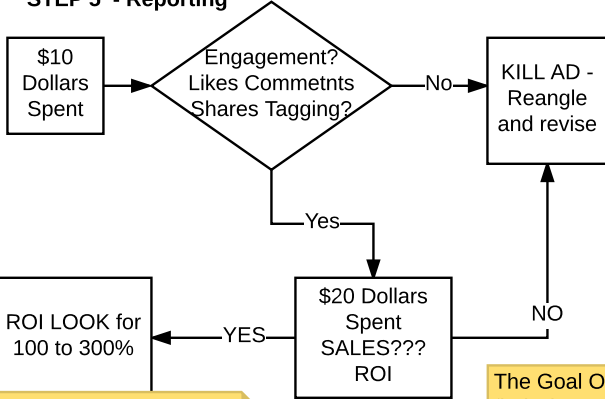 STEP 5 - Reporting
$10
Dollars
Spent
Engagement?
Likes Commetnts
Shares Tagging?
No
KILL AD -
Reangle
and revise
Yes
$20 Dollars
Spent
SALES???
ROI
NO
YES
ROI LOOK for
100 to 300%
The Goal O